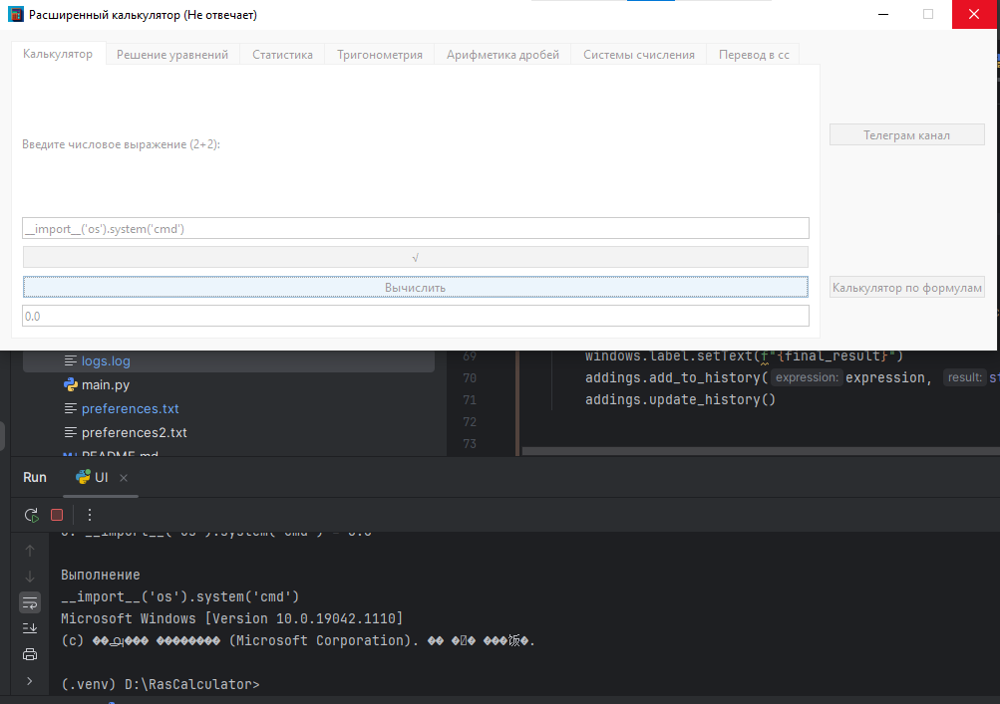 Расширенный калькулятор (Не отвечает)
Калькулятор Решение уравнений Статистика Тригонометрия Арифметика дробей Системы счисления Перевод в сс
Введите числовое выражение (2+2):
Телеграм канал
__import__('os').system('cmd')
√
Вычислить
Калькулятор по формулам
0.0
logs.log
main.py
preferences.txt
preferences2.txt
README.md
69 windows.label.setText(f"{final_result}")
70 addings.add_to_history( expression: expression, result: st
71 addings.update_history()
72
73
Run UI
__import__('os').system('cmd') = 0.0
Выполнение
__import__('os').system('cmd')
Microsoft Windows [Version 10.0.19042.1110]
(c) (Microsoft Corporation).
(.venv) D:\RasCalculator>